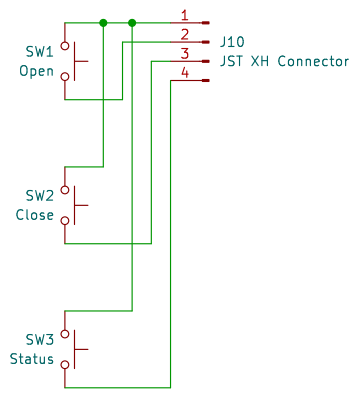 1
2
3
4
J10
JST XH Connector
SW1
Open
SW2
Close
SW3
Status